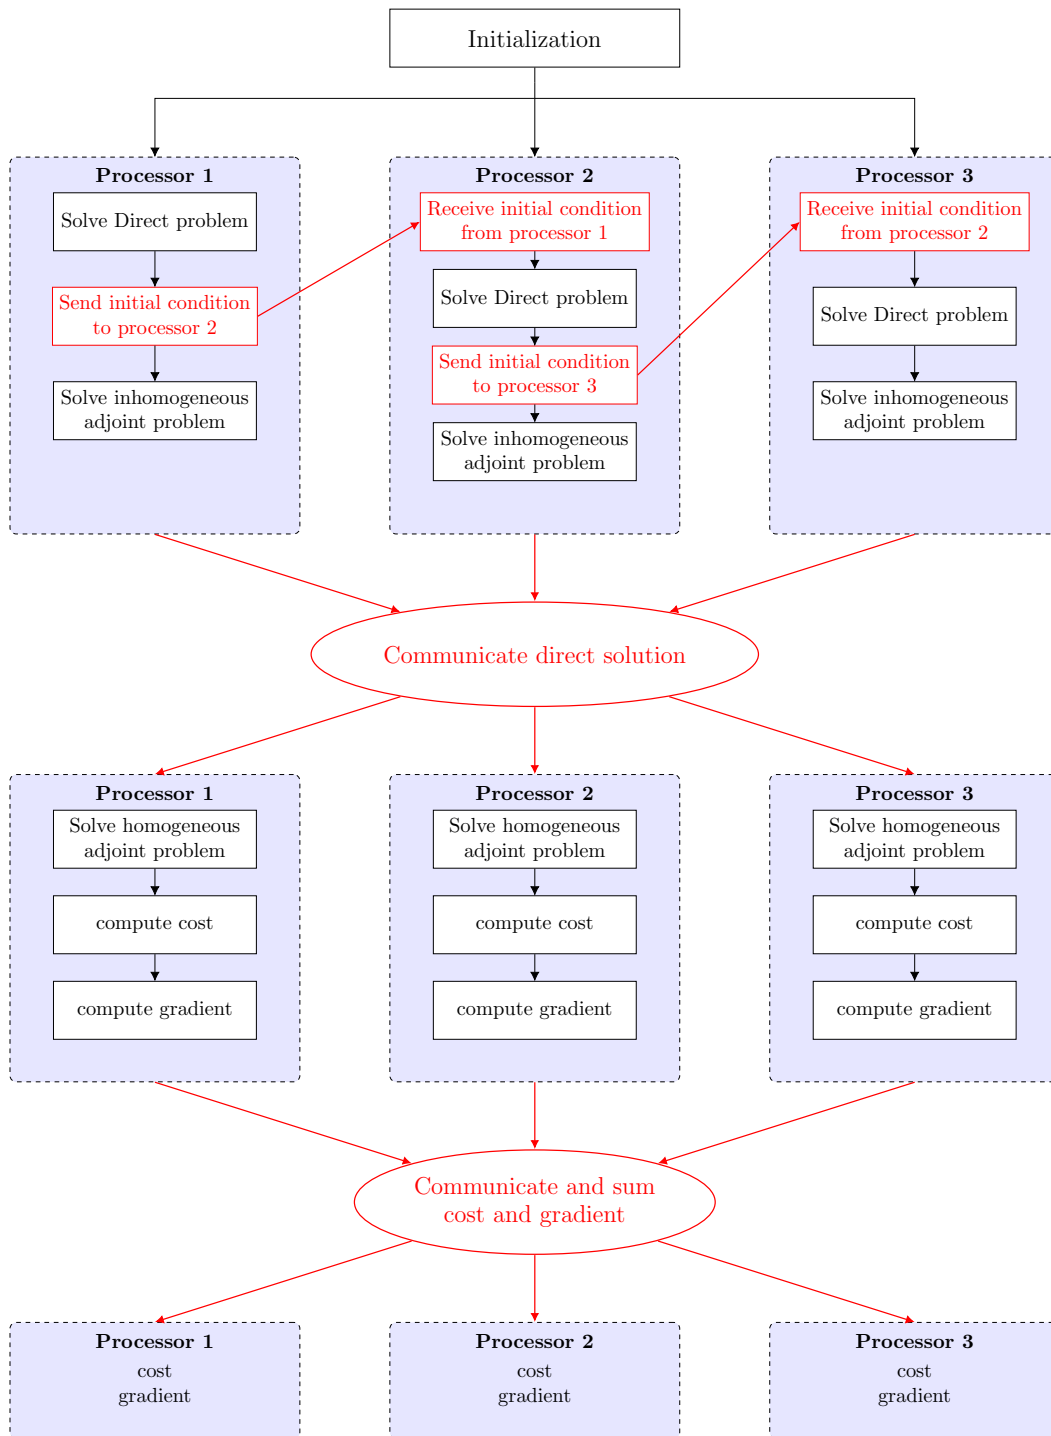 Initialization
Processor 1
Solve Direct problem
Send initial condition
to processor 2
Solve inhomogeneous
adjoint problem
Processor 2
Receive initial condition
from processor 1
Solve Direct problem
Send initial condition
to processor 3
Solve inhomogeneous
adjoint problem
Processor 3
Receive initial condition
from processor 2
Solve Direct problem
Solve inhomogeneous
adjoint problem
Communicate direct solution
Processor 1
Solve homogeneous
adjoint problem
compute cost
compute gradient
Processor 2
Solve homogeneous
adjoint problem
compute cost
compute gradient
Processor 3
Solve homogeneous
adjoint problem
compute cost
compute gradient
Communicate and sum
cost and gradient
Processor 1
cost
gradient
Processor 2
cost
gradient
Processor 3
cost
gradient